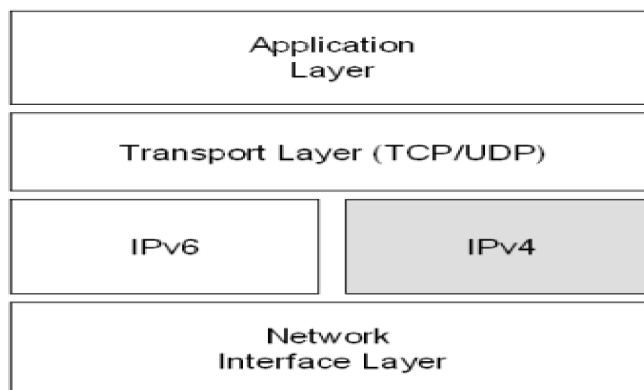 Application
Layer
Transport Layer (TCP/UDP)
IPv6
IPv4
Network
Interface Layer